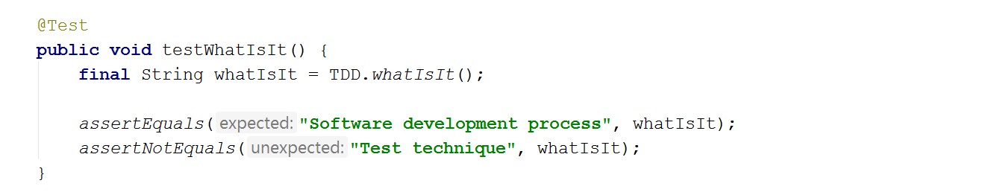 @Test
public void testWhatIsIt() {
final String whatIsIt = TDD.whatIsIt();
assertEquals( expected: "Software development process", whatIsIt);
assertNotEquals( unexpected: "Test technique", whatIsIt);
}